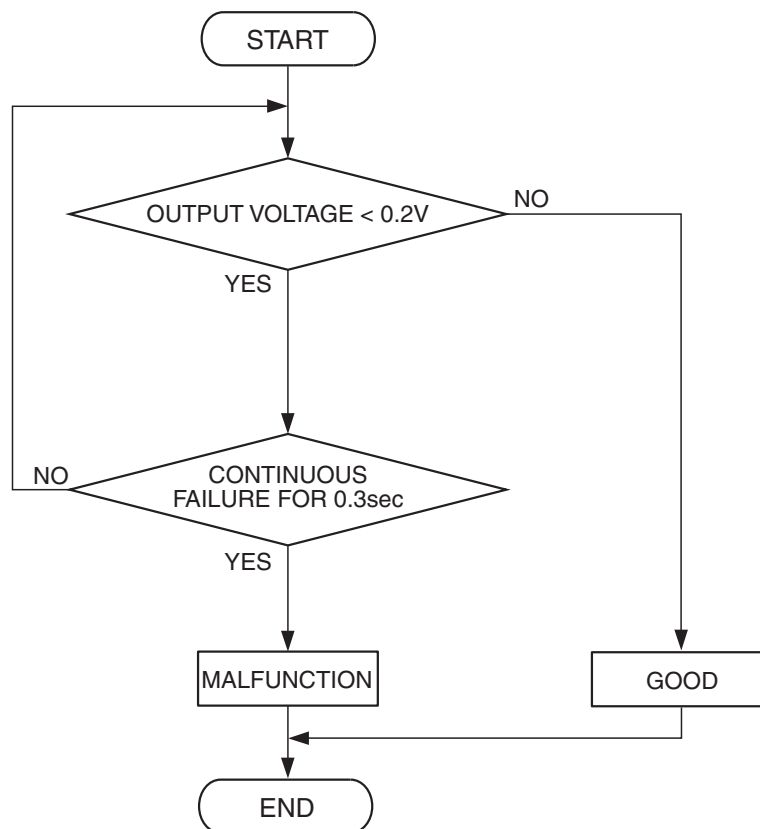 START
OUTPUT VOLTAGE < 0.2V
NO
YES
CONTINUOUS
FAILURE FOR 0.3sec
NO
YES
MALFUNCTION
GOOD
END